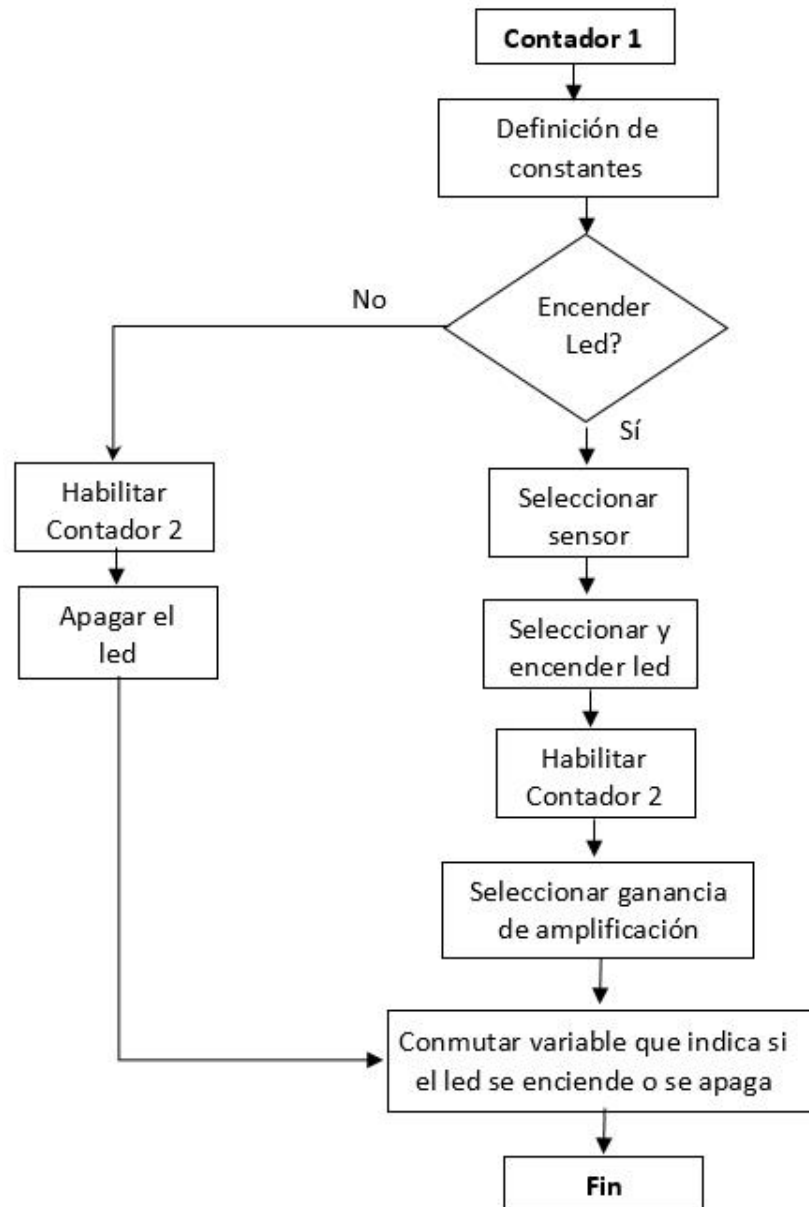 Contador 1
Definición de
constantes
Encender
Led?
No
Sí
Habilitar
Contador 2
Apagar el
led
Seleccionar
sensor
Seleccionar y
encender led
Habilitar
Contador 2
Seleccionar ganancia
de amplificación
Conmutar variable que indica si
el led se enciende o se apaga
Fin